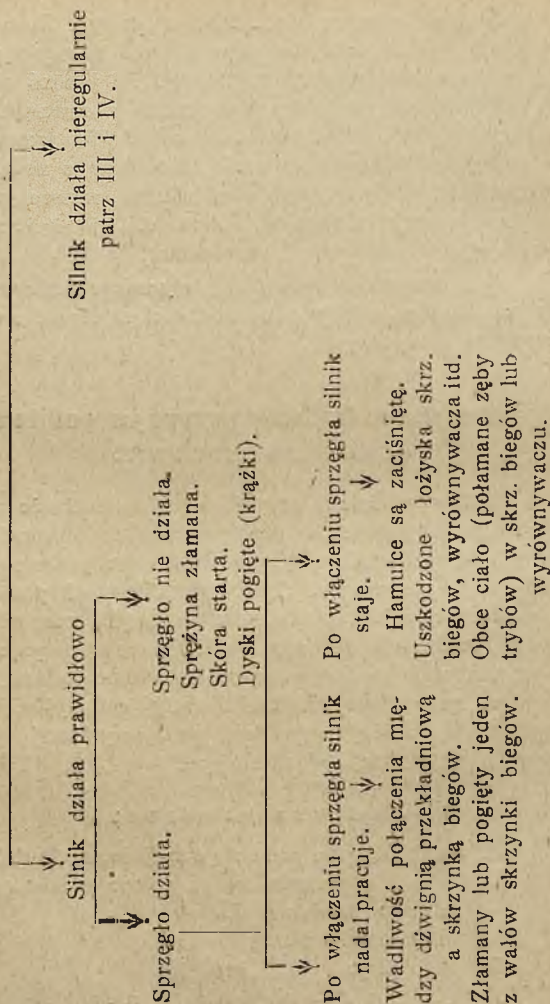 Silnik działa prawidłowo
Silnik działa nieregularnie
patrz III i IV.
Sprzęgło działa.
Sprzęgło nie działa.
Sprężyna złamana.
Skóra starta.
Dyski pogięte (krążki).
Po włączeniu sprzęgła silnik
nadal pracuje.
Wadliwość połączenia mię-
dzy dźwignią przekładniową
a skrzynką biegów.
Złamany lub pogięty jeden
z wałów skrzynki biegów.
Po włączeniu sprzęgła silnik
staje.
Hamulce są zaciśnięte.
Uszkodzone łożyska skrz.
biegów, wyrównywacza itd.
Obce ciało (połamane zęby
trybów) w skrz. biegów lub
wyrównywaczu.